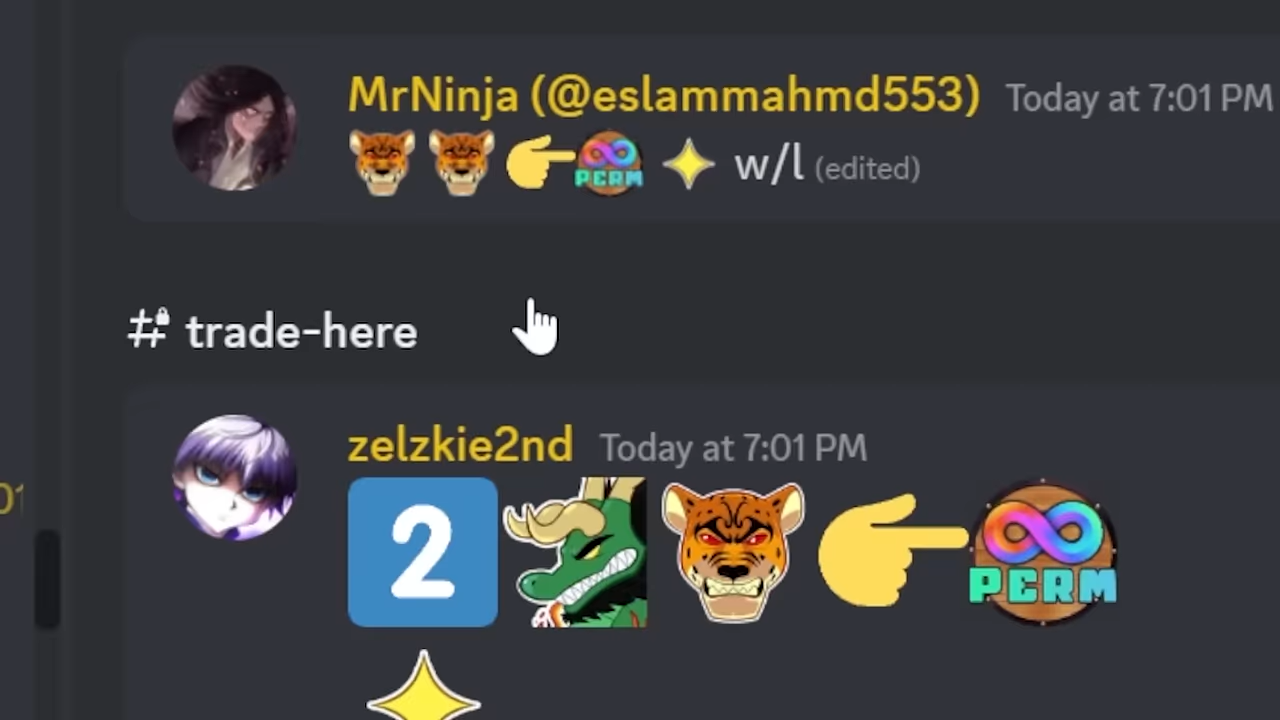 MrNinja (@eslammahmd553) Today at 7:01 PM
PERM w/l (edited)
# trade-here
zelzkie2nd Today at 7:01 PM
2 PERM